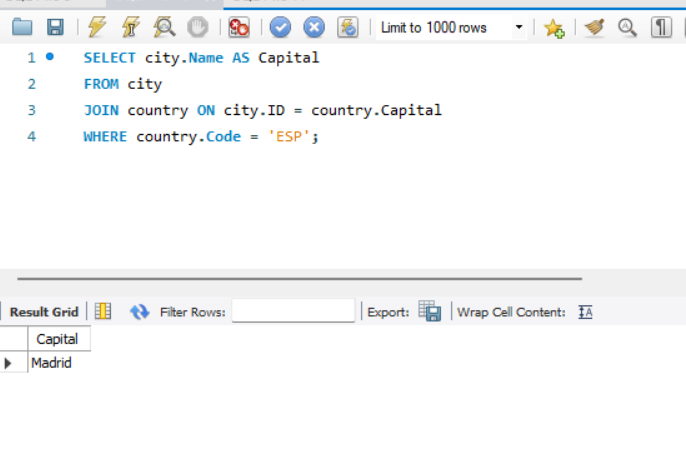 Limit to 1000 rows
1 SELECT city.Name AS Capital
2 FROM city
3 JOIN country ON city.ID = country.Capital
4 WHERE country.Code = 'ESP';
Result Grid Filter Rows: Export: Wrap Cell Content: IA
Capital
Madrid